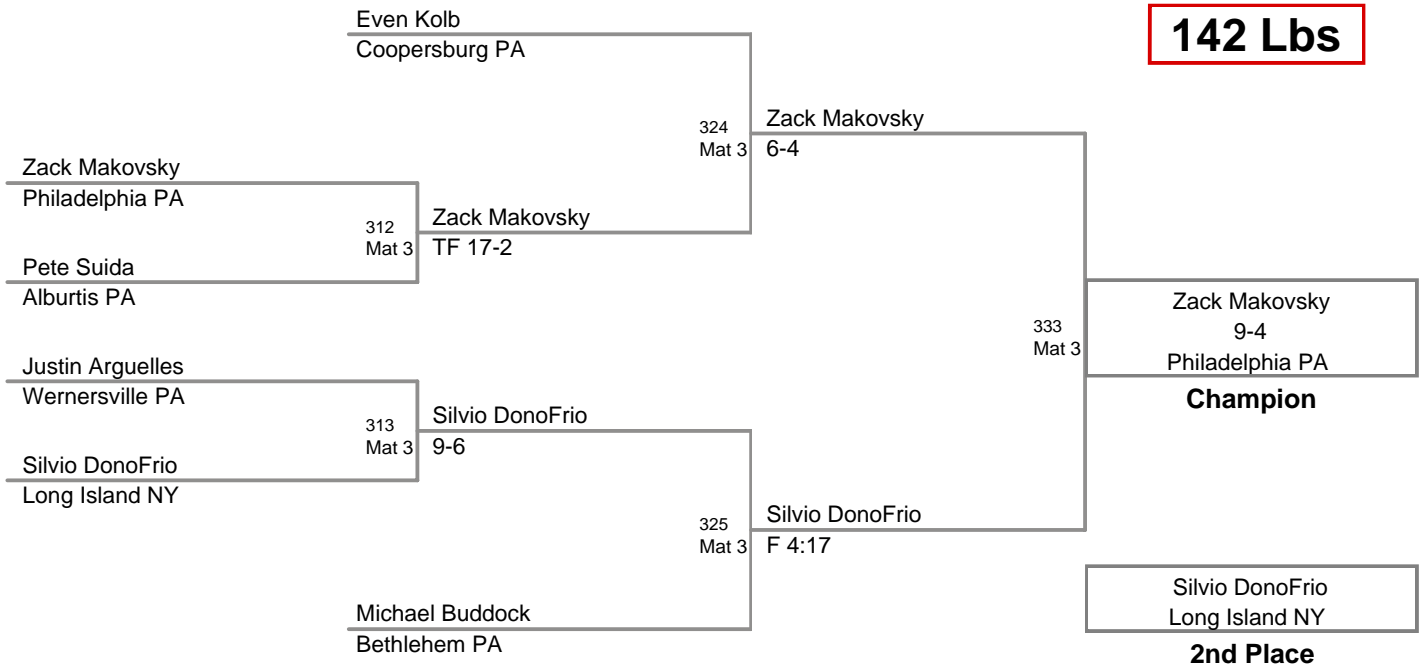 Even Kolb
Coopersburg PA
142 Lbs
324
Mat 3
Zack Makovsky
6-4
Zack Makovsky
Philadelphia PA
312
Mat 3
Zack Makovsky
TF 17-2
Pete Suida
Alburtis PA
333
Mat 3
Zack Makovsky
9-4
Philadelphia PA
Champion
Justin Arguelles
Wernersville PA
313
Mat 3
Silvio DonoFrio
9-6
Silvio DonoFrio
Long Island NY
325
Mat 3
Silvio DonoFrio
F 4:17
Michael Buddock
Bethlehem PA
Silvio DonoFrio
Long Island NY
2nd Place